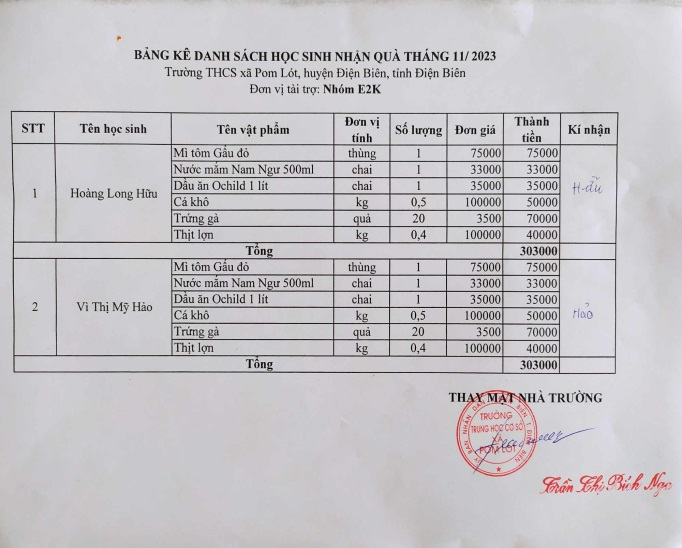 BẢNG KÊ DANH SÁCH HỌC SINH NHẬN QUÀ THÁNG 11/ 2023
Trường THCS xã Pom Lót, huyện Điện Biên, tỉnh Điện Biên
Đơn vị tài trợ: Nhóm E2K
STT Tên học sinh Tên vật phẩm Đơn vị tính Số lượng Đơn giá Thành tiền Kí nhận
1 Hoàng Long Hữu
Mì tôm Gấu đỏ thùng 1 75000 75000
Nước mắm Nam Ngư 500ml chai 1 33000 33000
Dầu ăn Ochild 1 lít chai 1 35000 35000
Cá khô kg 0,5 100000 50000
Trứng gà quả 20 3500 70000
Thịt lợn kg 0,4 100000 40000
Tổng 303000
2 Vì Thị Mỹ Hảo
Mì tôm Gấu đỏ thùng 1 75000 75000
Nước mắm Nam Ngư 500ml chai 1 33000 33000
Dầu ăn Ochild 1 lít chai 1 35000 35000
Cá khô kg 0,5 100000 50000
Hảo
Trứng gà quả 20 3500 70000
Thịt lợn kg 0,4 100000 40000
Tổng 303000
THAY MẶT NHÀ TRƯỜNG
TRƯỜNG
TRUNG HỌC CƠ SỞ
XÃ
POM LÓT
Trần Thị Bích Ngọc